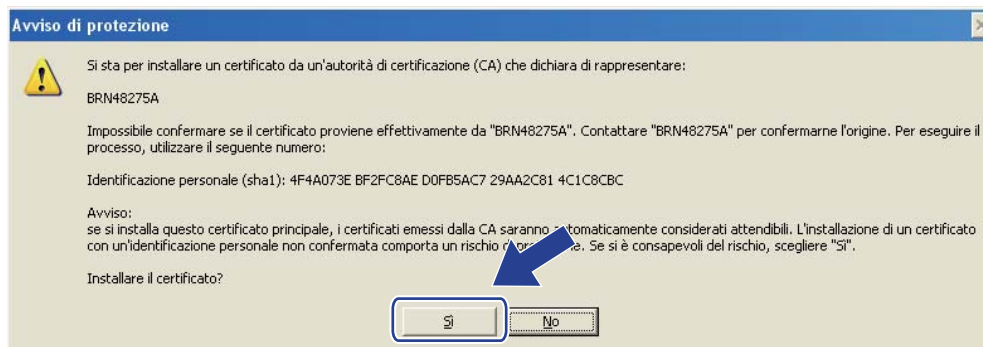 Avviso di protezione
Si sta per installare un certificato da un'autorità di certificazione (CA) che dichiara di rappresentare:
BRN48275A
Impossibile confermare se il certificato proviene effettivamente da "BRN48275A". Contattare "BRN48275A" per confermarne l'origine. Per eseguire il
processo, utilizzare il seguente numero:
Identificazione personale (sha1): 4F4A073E BF2FC8AE D0FB5AC7 29AA2C81 4C1C8CBC
Avviso:
se si installa questo certificato principale, i certificati emessi dalla CA saranno automaticamente considerati attendibili. L'installazione di un certificato
con un'identificazione personale non confermata comporta un rischio di. Se si è consapevoli del rischio, scegliere "Sì".
Installare il certificato?
Sì
No